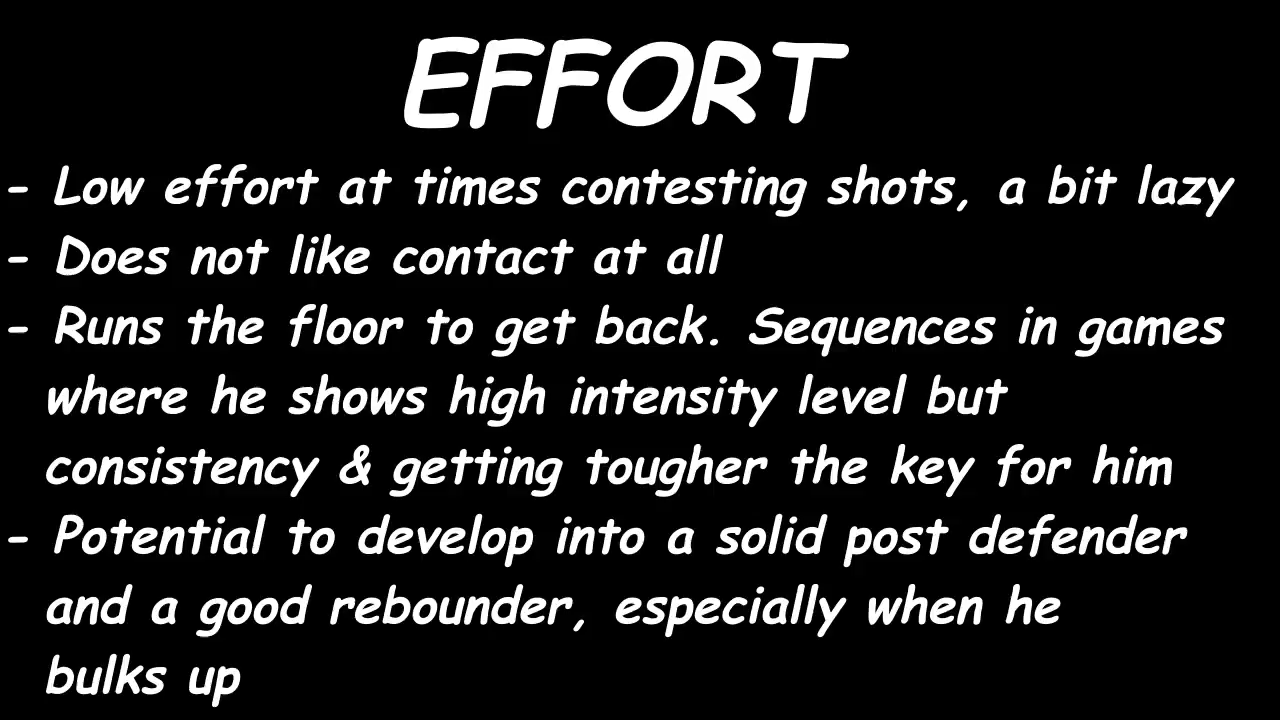 EFFORT
- Low effort at times contesting shots, a bit lazy
- Does not like contact at all
- Runs the floor to get back. Sequences in games
where he shows high intensity level but
consistency & getting tougher the key for him
- Potential to develop into a solid post defender
and a good rebounder, especially when he
bulks up